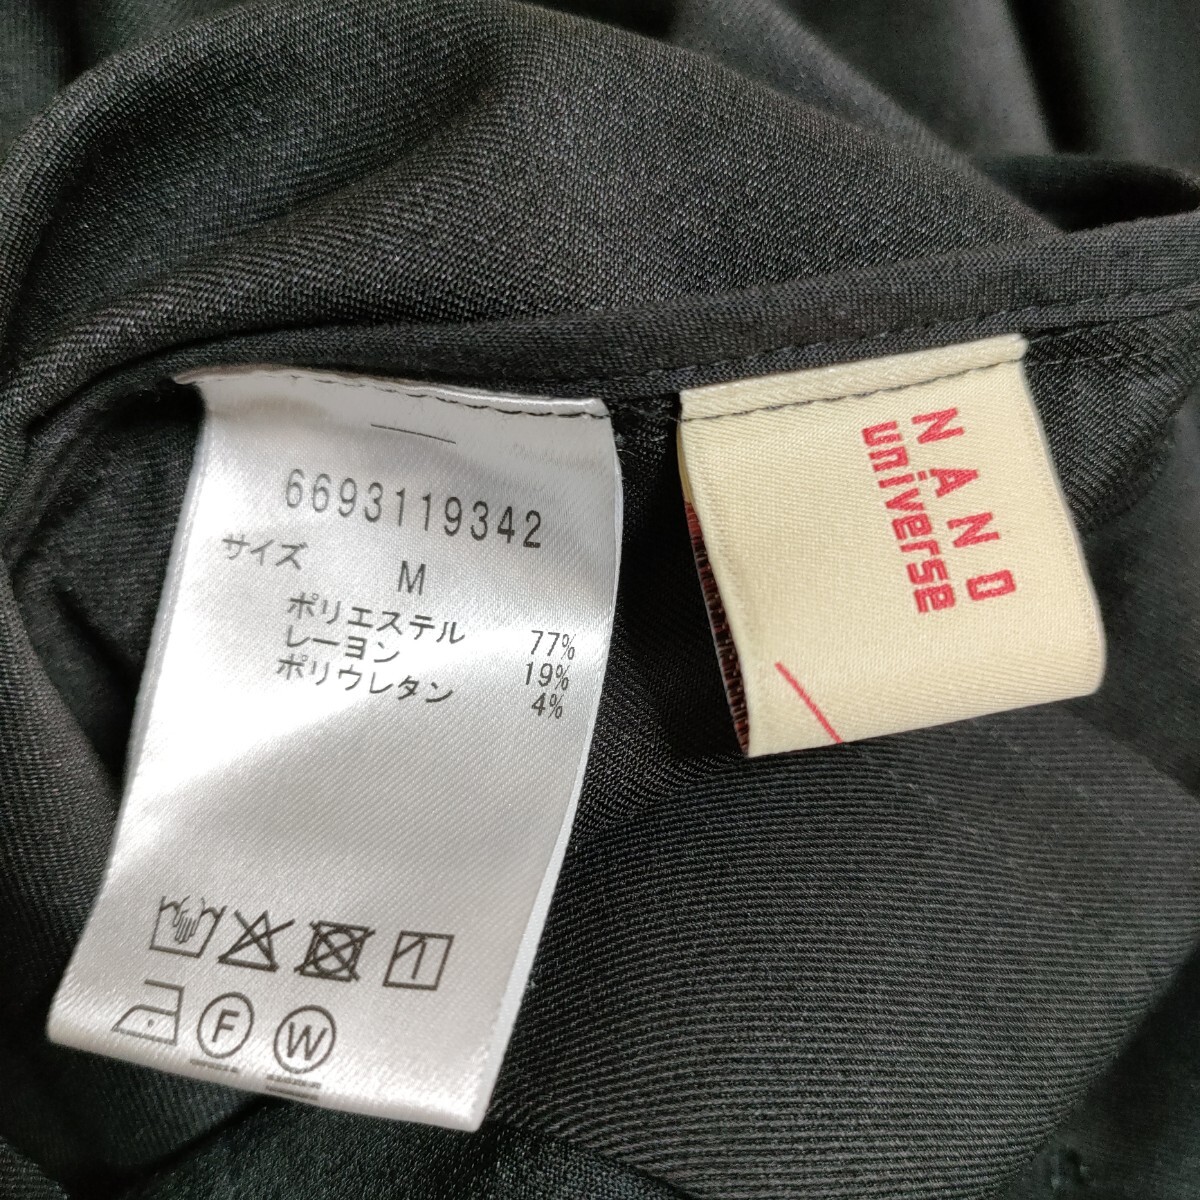 6693119342
サイズ M
ポリエステル 77%
レーヨン 19%
ポリウレタン 4%
F
W
NANO
universe